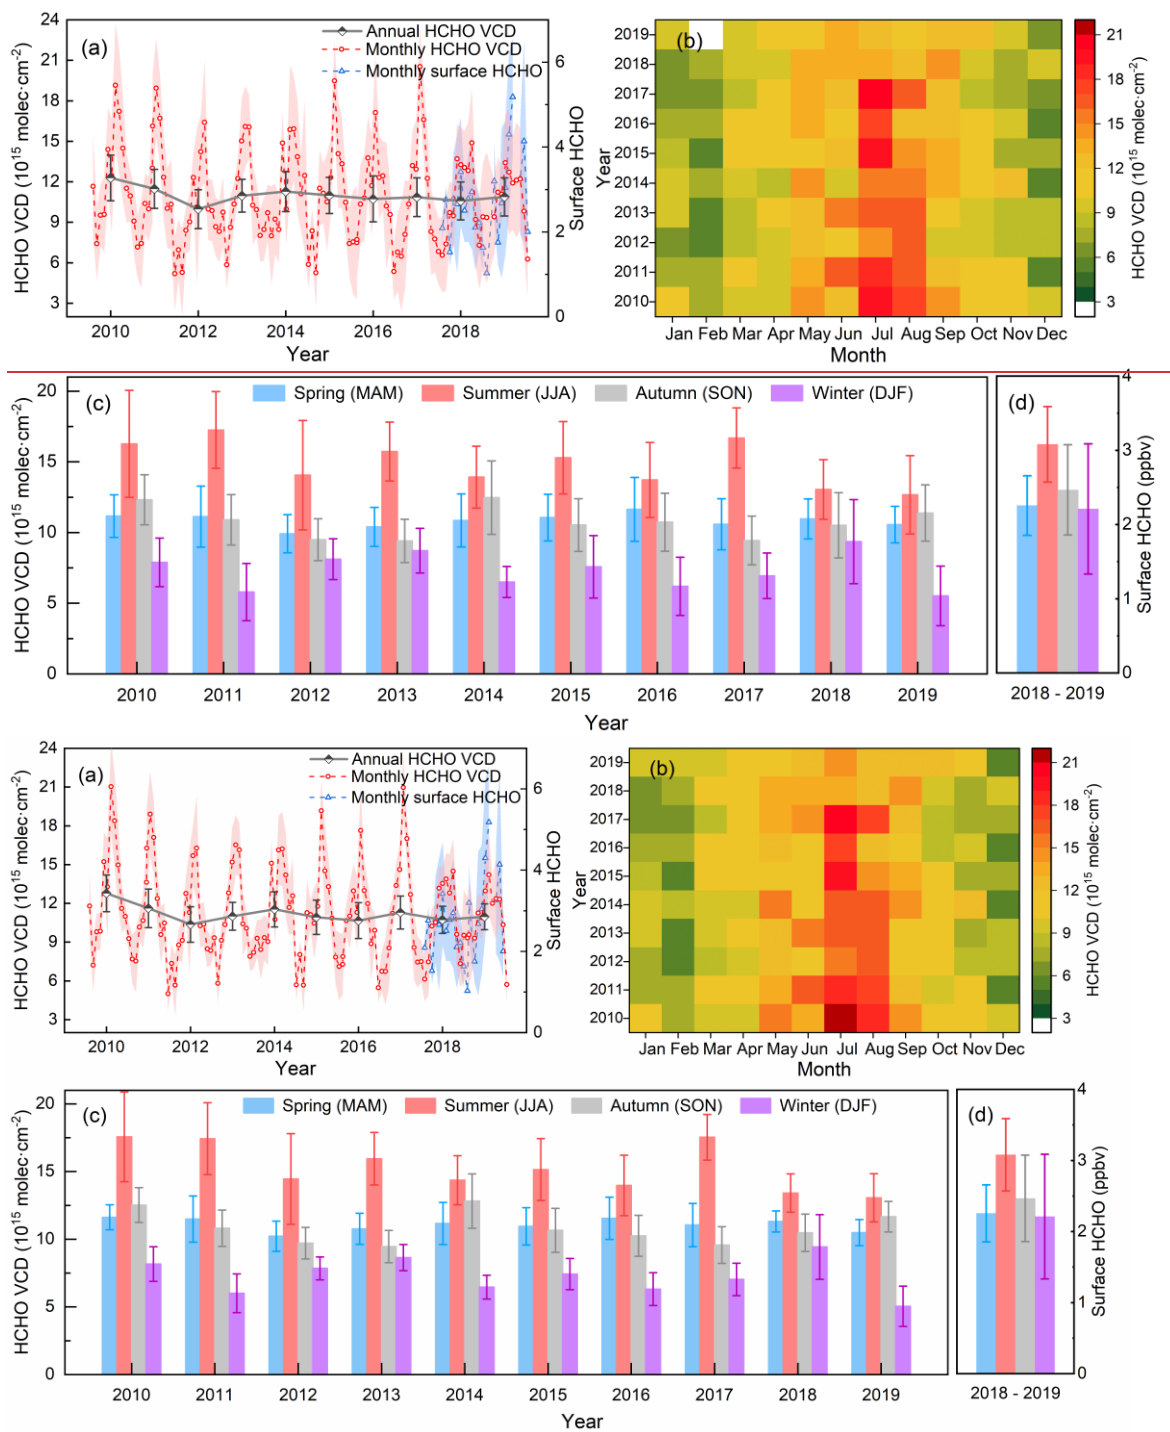 (a)
Annual HCHO VCD
Monthly HCHO VCD
Monthly surface HCHO
24
21
18
15
12
9
6
3
HCHO VCD (10¹⁵ molec·cm⁻²)
6
4
2
0
Surface HCHO
2010 2012 2014 2016 2018
Year
(b)
2019
2018
2017
2016
2015
2014
2013
2012
2011
2010
Year
Jan Feb Mar Apr May Jun Jul Aug Sep Oct Nov Dec
Month
21
18
15
12
9
6
3
HCHO VCD (10¹⁵ molec·cm⁻²)
(c)
Spring (MAM) Summer (JJA) Autumn (SON) Winter (DJF)
20
15
10
5
0
HCHO VCD (10¹⁵ molec·cm⁻²)
2010 2011 2012 2013 2014 2015 2016 2017 2018 2019
Year
(d)
4
3
2
1
0
Surface HCHO (ppbv)
2018 - 2019
(a)
Annual HCHO VCD
Monthly HCHO VCD
Monthly surface HCHO
24
21
18
15
12
9
6
3
HCHO VCD (10¹⁵ molec·cm⁻²)
6
4
2
0
Surface HCHO
2010 2012 2014 2016 2018
Year
(b)
2019
2018
2017
2016
2015
2014
2013
2012
2011
2010
Year
Jan Feb Mar Apr May Jun Jul Aug Sep Oct Nov Dec
Month
21
18
15
12
9
6
3
HCHO VCD (10¹⁵ molec·cm⁻²)
(c)
Spring (MAM) Summer (JJA) Autumn (SON) Winter (DJF)
20
15
10
5
0
HCHO VCD (10¹⁵ molec·cm⁻²)
2010 2011 2012 2013 2014 2015 2016 2017 2018 2019
Year
(d)
4
3
2
1
0
Surface HCHO (ppbv)
2018 - 2019